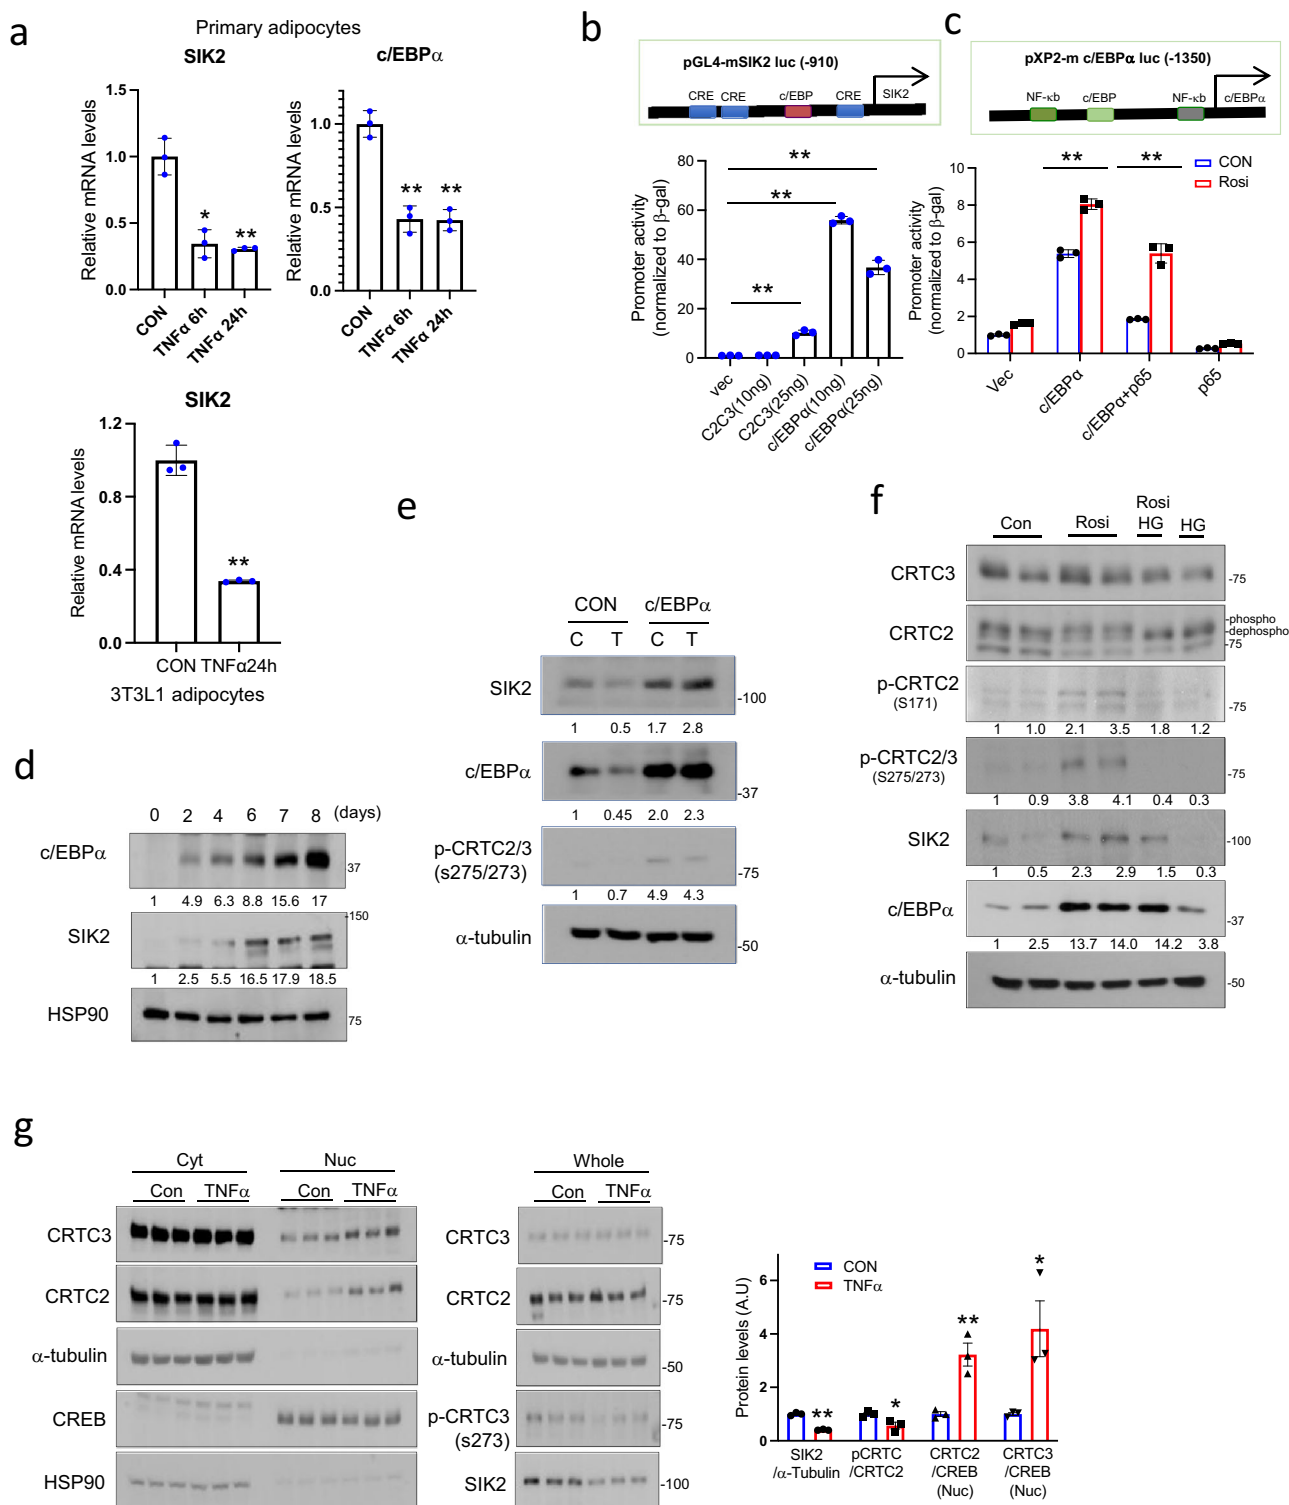 a
Primary adipocytes
SIK2
c/EBPα
Relative mRNA levels
1.5
1.0
0.5
0.0
CON
TNFα 6h
TNFα 24h
*
**
Relative mRNA levels
1.0
0.5
0.0
CON
TNFα 6h
TNFα 24h
**
**
SIK2
Relative mRNA levels
1.2
0.8
0.4
0.0
**
CON TNFα24h
3T3L1 adipocytes
b
pGL4-mSIK2 luc (-910)
CRE CRE c/EBP CRE SIK2
Promoter activity
(normalized to β-gal)
80
60
40
20
0
**
**
**
vec
C2C3(10ng)
C2C3(25ng)
c/EBPα(10ng)
c/EBPα(25ng)
c
pXP2-m c/EBPα luc (-1350)
NF-κb c/EBP NF-κb c/EBPα
Promoter activity
(normalized to β-gal)
10
8
6
4
2
0
** **
CON
Rosi
Vec
c/EBPα
c/EBPα+p65
p65
d
0 2 4 6 7 8 (days)
c/EBPα
37
1 4.9 6.3 8.8 15.6 17
-150
SIK2
1 2.5 5.5 16.5 17.9 18.5
HSP90
75
e
CON c/EBPα
C T C T
SIK2
-100
1 0.5 1.7 2.8
c/EBPα
-37
1 0.45 2.0 2.3
p-CRTC2/3
(s275/273)
-75
1 0.7 4.9 4.3
α-tubulin
-50
f
Con Rosi Rosi HG HG
CRTC3
-75
CRTC2
-phospho
-dephospho
-75
p-CRTC2
(S171)
-75
1 1.0 2.1 3.5 1.8 1.2
p-CRTC2/3
(S275/273)
-75
1 0.9 3.8 4.1 0.4 0.3
SIK2
-100
1 0.5 2.3 2.9 1.5 0.3
c/EBPα
-37
1 2.5 13.7 14.0 14.2 3.8
α-tubulin
-50
g
Cyt Nuc
Con TNFα Con TNFα
CRTC3
CRTC2
α-tubulin
CREB
HSP90
Whole
Con TNFα
CRTC3
-75
CRTC2
-75
α-tubulin
-50
p-CRTC3
(s273)
-75
SIK2
-100
Protein levels (A.U)
6
4
2
0
CON
TNFα
**
*
**
*
SIK2
/α-Tubulin
pCRTC
/CRTC2
CRTC2
/CREB
(Nuc)
CRTC3
/CREB
(Nuc)